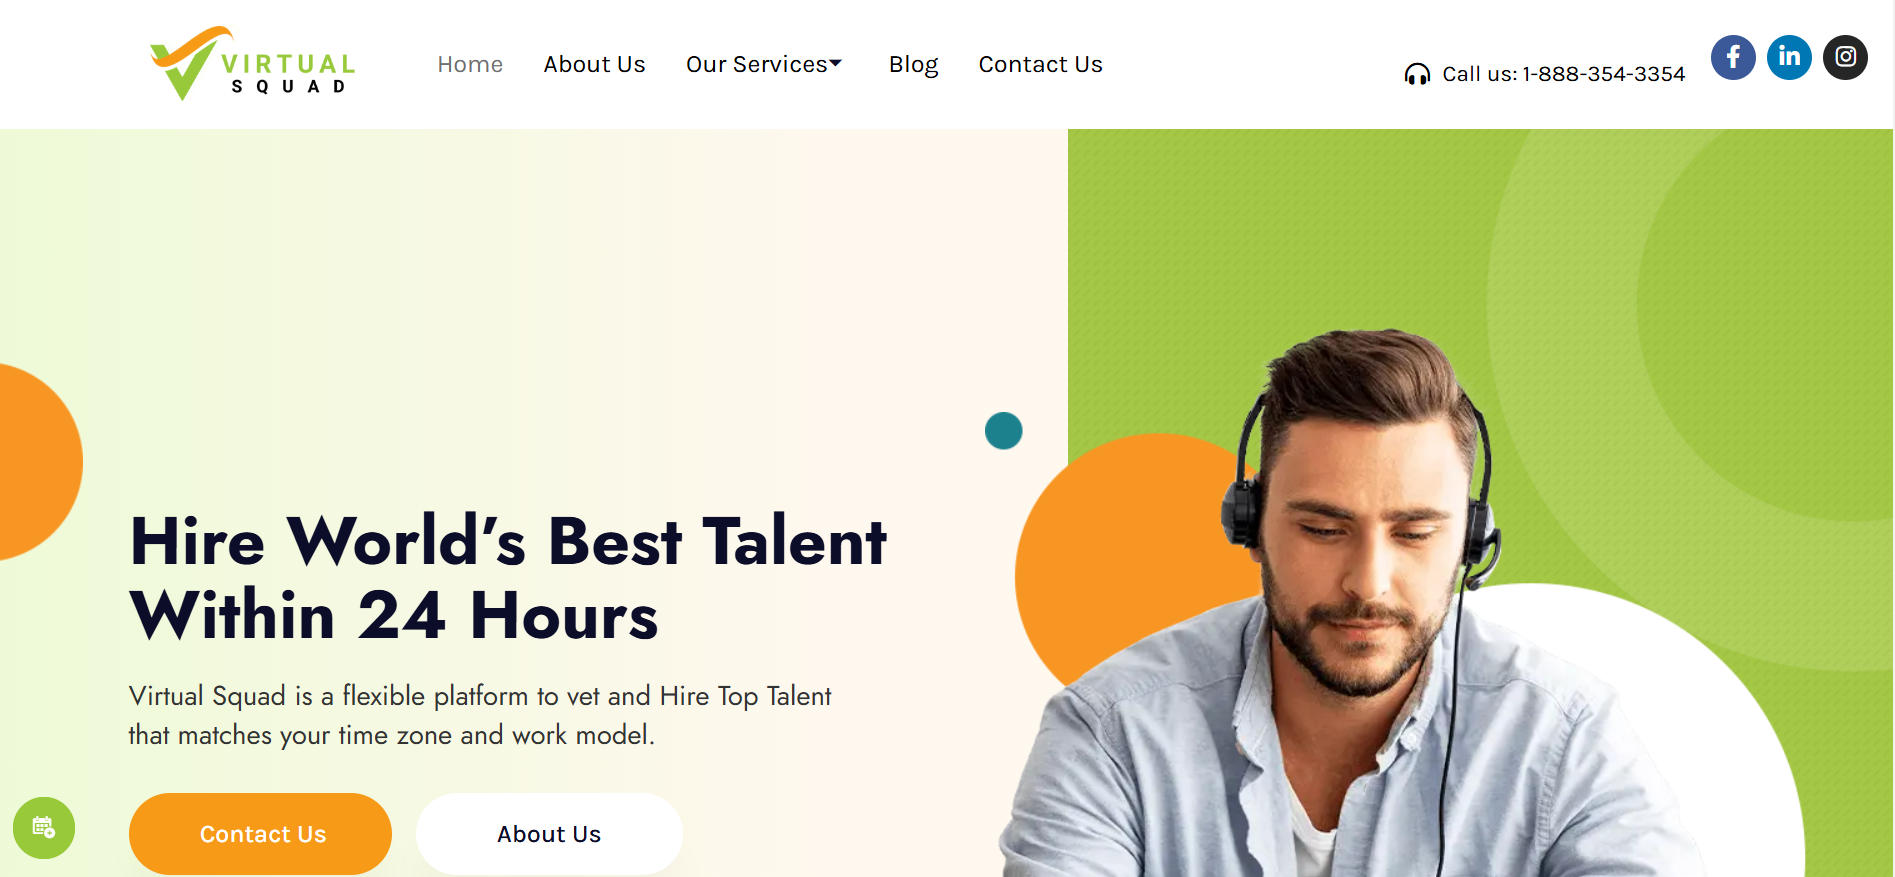 VIRTUAL
SQUAD
Home About Us Our Services Blog Contact Us
Call us: 1-888-354-3354
Hire World's Best Talent
Within 24 Hours
Virtual Squad is a flexible platform to vet and Hire Top Talent
that matches your time zone and work model.
Contact Us About Us